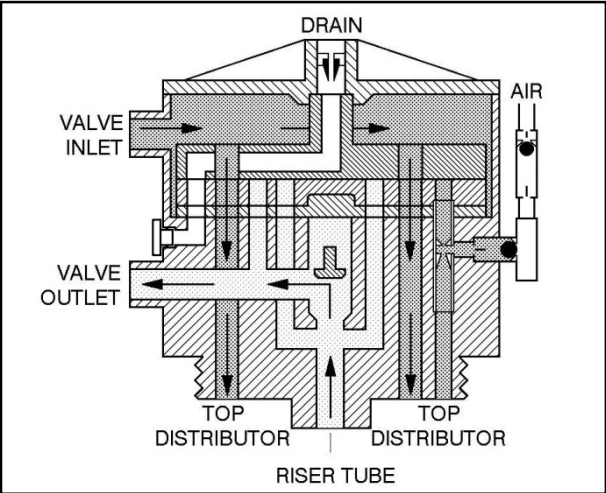 DRAIN
AIR
VALVE
INLET
VALVE
OUTLET
TOP
DISTRIBUTOR
TOP
DISTRIBUTOR
RISER TUBE